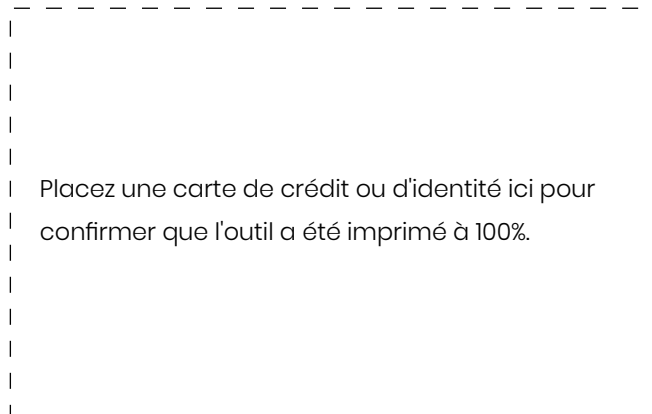 Placez une carte de crédit ou d'identité ici pour
confirmer que l'outil a été imprimé à 100%.